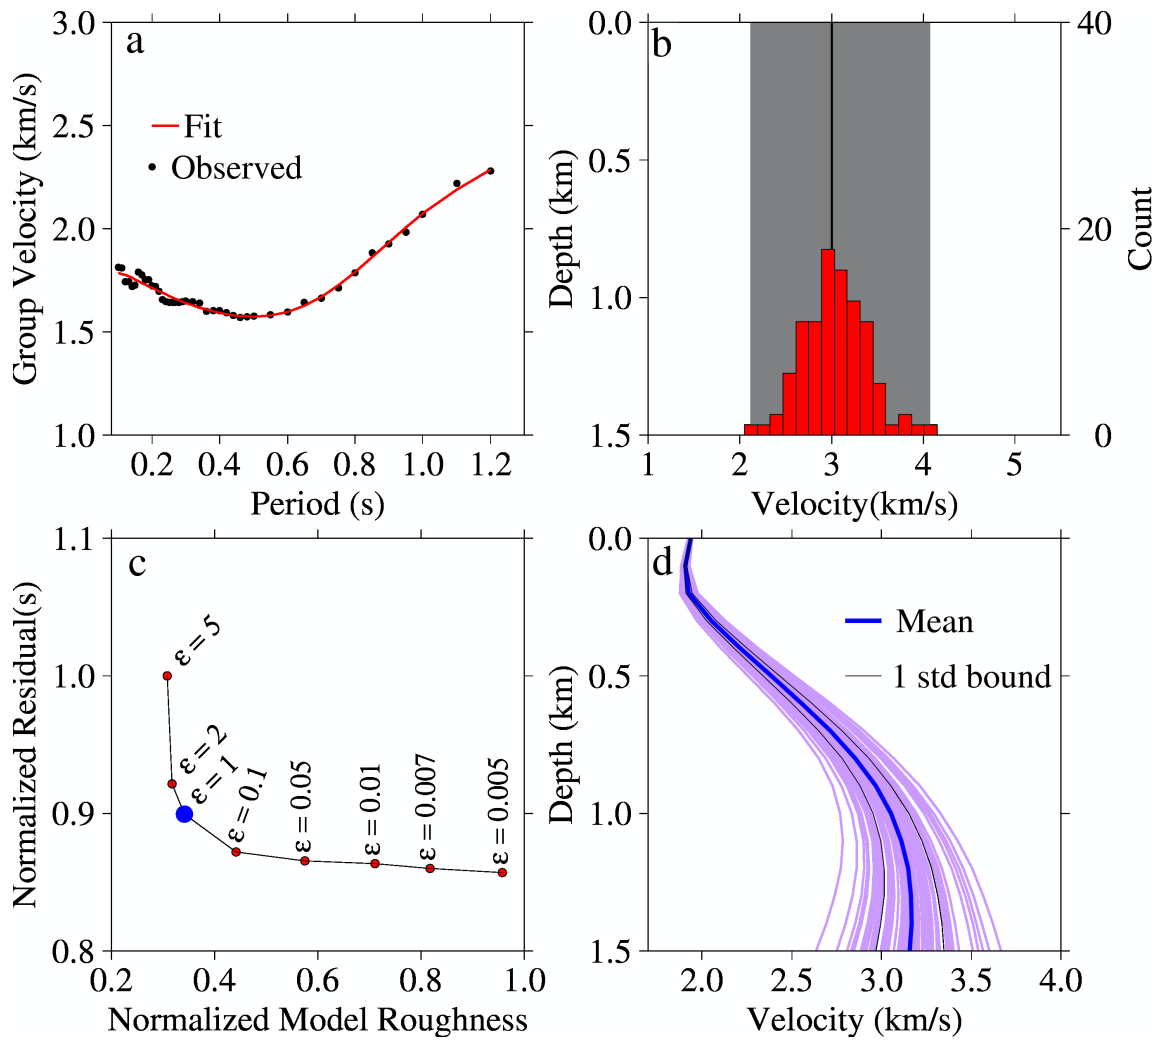 a
Group Velocity (km/s)
3.0
2.5
2.0
1.5
1.0
Fit
Observed
0.2 0.4 0.6 0.8 1.0 1.2
Period (s)
b
Depth (km)
0.0
0.5
1.0
1.5
40
20
0
Count
1 2 3 4 5
Velocity(km/s)
c
Normalized Residual(s)
1.1
1.0
0.9
0.8
ε = 5
ε = 2
ε = 1
ε = 0.1
ε = 0.05
ε = 0.01
ε = 0.007
ε = 0.005
0.2 0.4 0.6 0.8 1.0
Normalized Model Roughness
d
Depth (km)
0.0
0.5
1.0
1.5
Mean
1 std bound
2.0 2.5 3.0 3.5 4.0
Velocity (km/s)